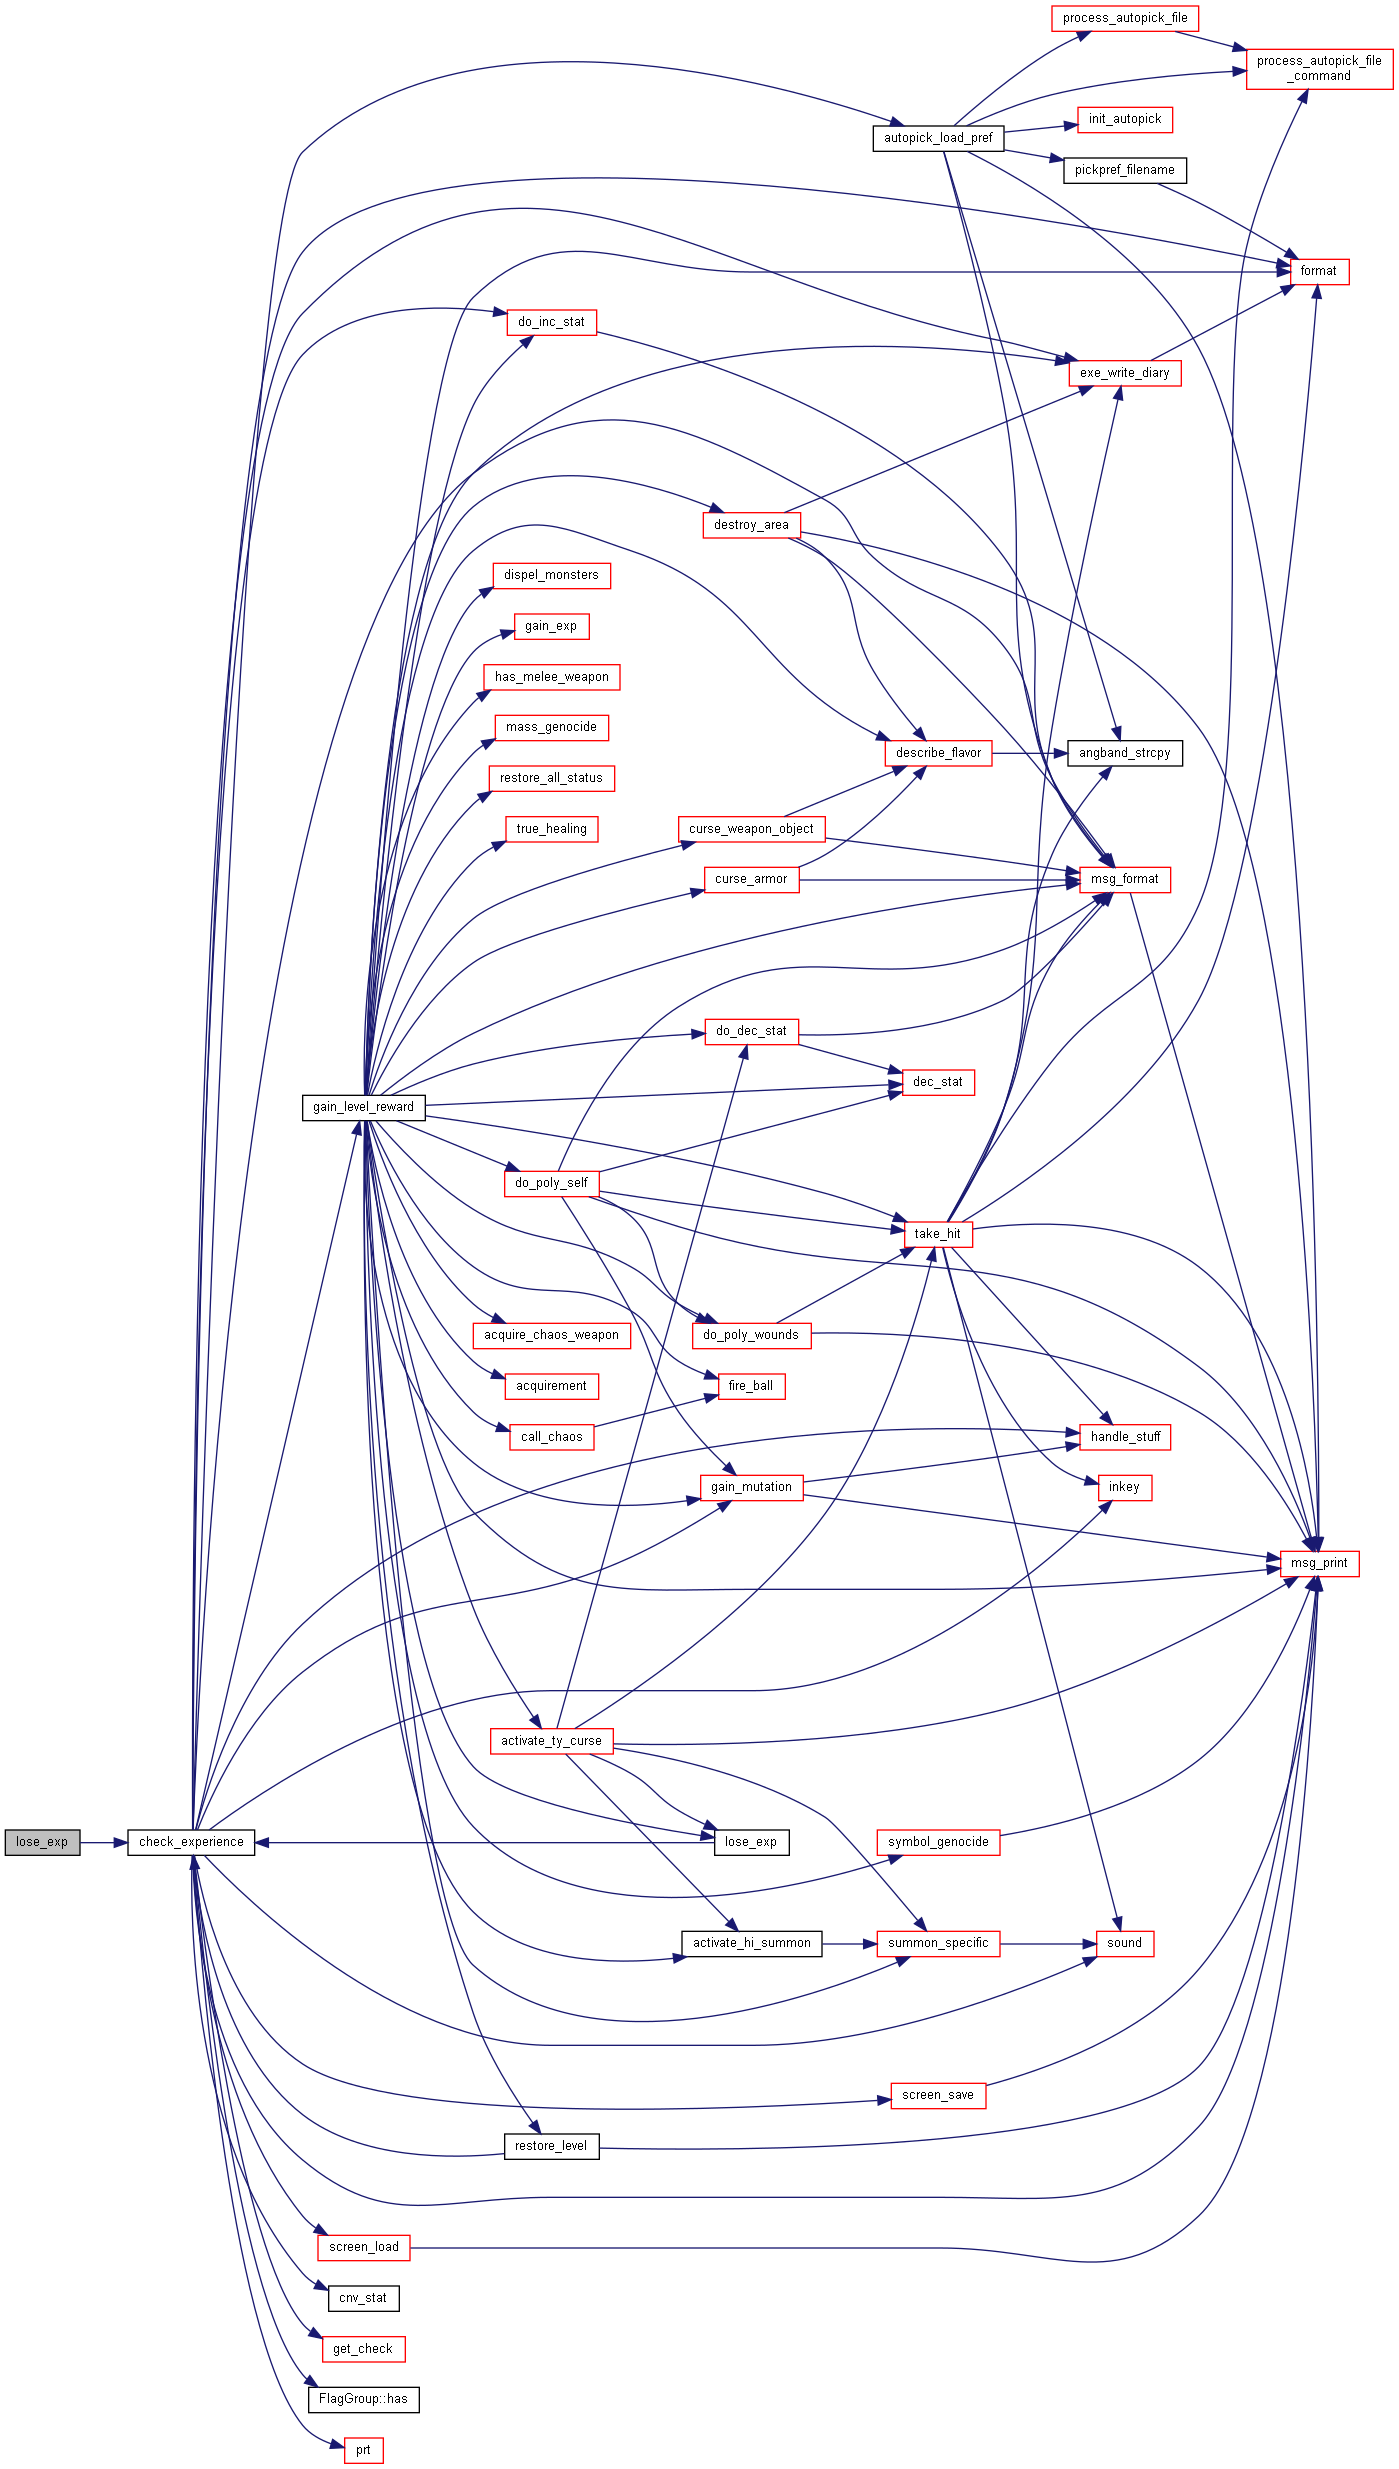 process_autopick_file
process_autopick_file
_command
init_autopick
autopick_load_pref
pickpref_filename
format
do_inc_stat
exe_write_diary
destroy_area
dispel_monsters
gain_exp
has_melee_weapon
mass_genocide
describe_flavor
angband_strcpy
restore_all_status
true_healing
curse_weapon_object
curse_armor
msg_format
do_dec_stat
dec_stat
gain_level_reward
do_poly_self
take_hit
acquire_chaos_weapon
do_poly_wounds
acquirement
fire_ball
call_chaos
handle_stuff
gain_mutation
inkey
msg_print
activate_ty_curse
lose_exp
check_experience
lose_exp
symbol_genocide
activate_hi_summon
summon_specific
sound
screen_save
restore_level
screen_load
cnv_stat
get_check
FlagGroup::has
prt